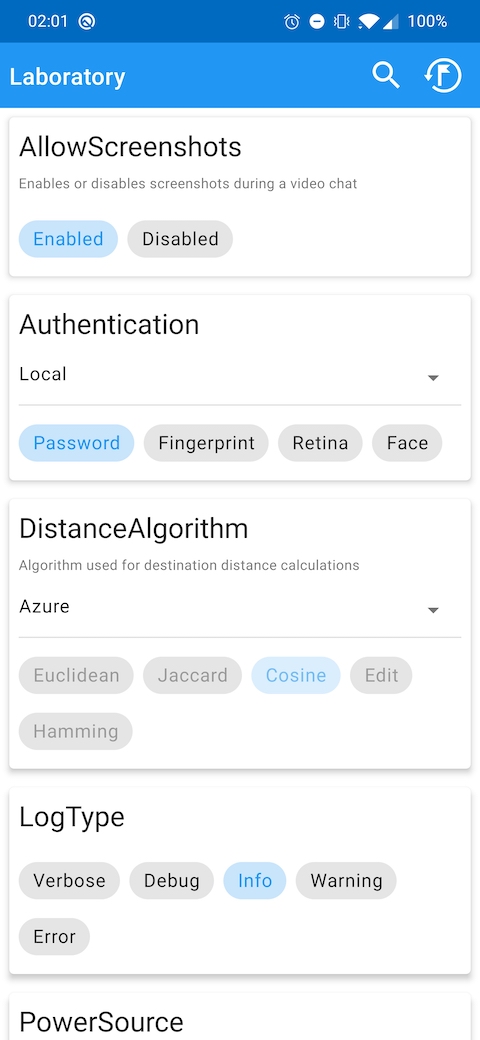 02:01 100%
Laboratory
AllowScreenshots
Enables or disables screenshots during a video chat
Enabled Disabled
Authentication
Local
Password Fingerprint Retina Face
DistanceAlgorithm
Algorithm used for destination distance calculations
Azure
Euclidean Jaccard Cosine Edit
Hamming
LogType
Verbose Debug Info Warning
Error
PowerSource